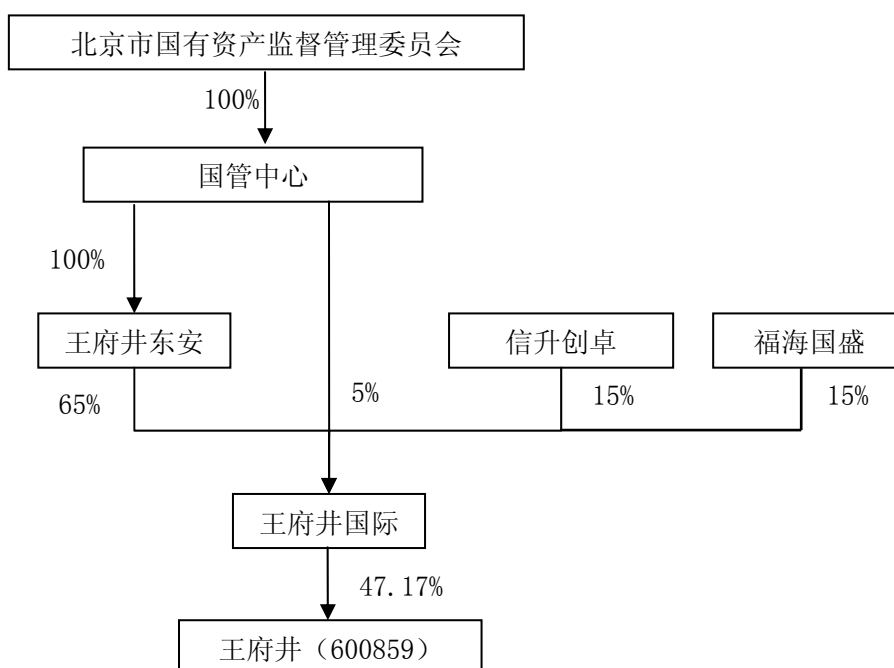 北京市国有资产监督管理委员会
100%
国管中心
100%
王府井东安
信升创卓
福海国盛
65%
5%
15%
15%
王府井国际
47.17%
王府井（600859）